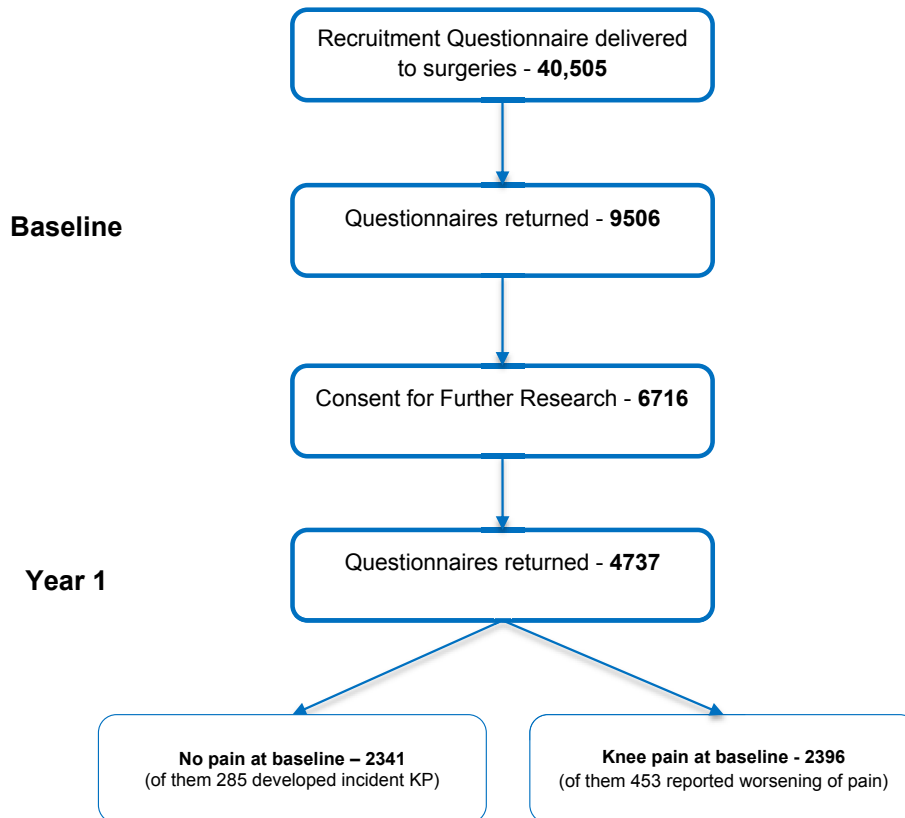 Recruitment Questionnaire delivered
to surgeries - 40,505
Baseline
Questionnaires returned - 9506
Consent for Further Research - 6716
Year 1
Questionnaires returned - 4737
No pain at baseline – 2341
(of them 285 developed incident KP)
Knee pain at baseline - 2396
(of them 453 reported worsening of pain)